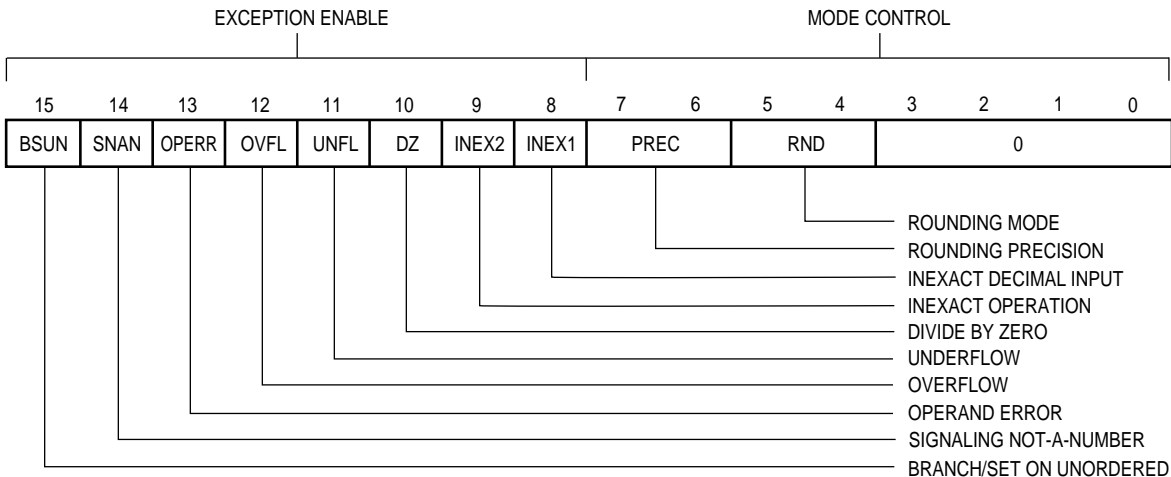 EXCEPTION ENABLE MODE CONTROL
15 14 13 12 11 10 9 8 7 6 5 4 3 2 1 0
BSUN SNAN OPERR OVFL UNFL DZ INEX2 INEX1 PREC RND 0
ROUNDING MODE
ROUNDING PRECISION
INEXACT DECIMAL INPUT
INEXACT OPERATION
DIVIDE BY ZERO
UNDERFLOW
OVERFLOW
OPERAND ERROR
SIGNALING NOT-A-NUMBER
BRANCH/SET ON UNORDERED